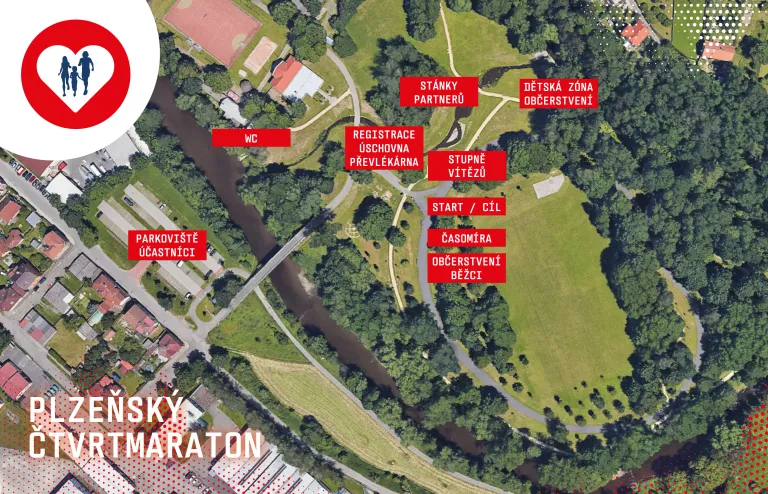 STÁNKY
PARTNERŮ
DĚTSKÁ ZÓNA
OBČERSTVENÍ
WC
REGISTRACE
ÚSCHOVNA
PŘEVLÉKÁRNA
STUPNĚ
VÍTĚZŮ
START / CÍL
PARKOVIŠTĚ
ÚČASTNÍCI
ČASOMÍRA
OBČERSTVENÍ
BĚŽCI
PLZEŇSKÝ
ČTVRTMARATON